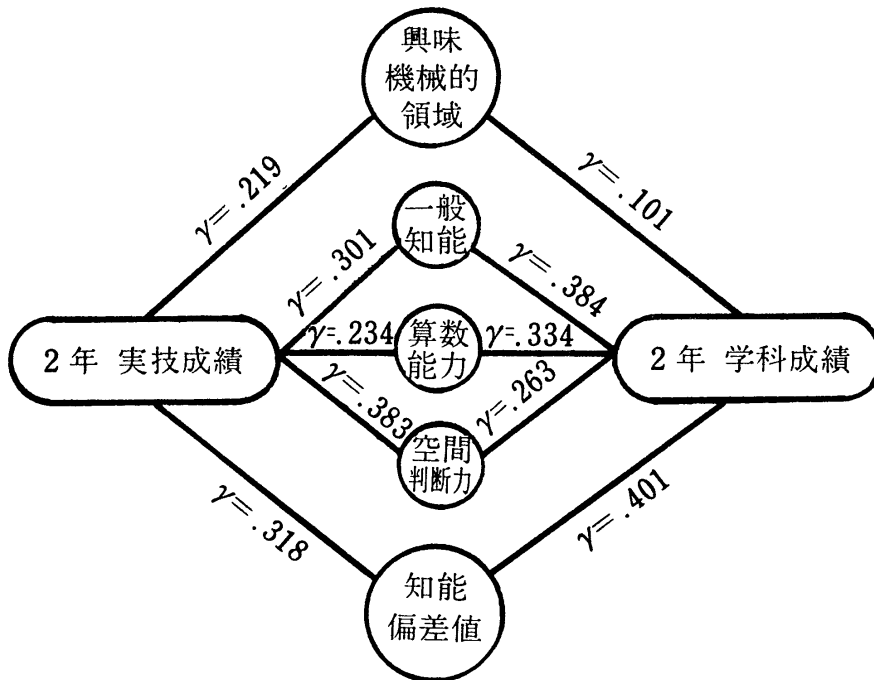 興味
機械的
領域
γ=.219
γ=.101
一般
知能
γ=.301
γ=.384
算数
能力
γ=.234
γ=.334
2年 実技成績
2年 学科成績
γ=.383
γ=.263
空間
判断力
γ=.318
γ=.401
知能
偏差値